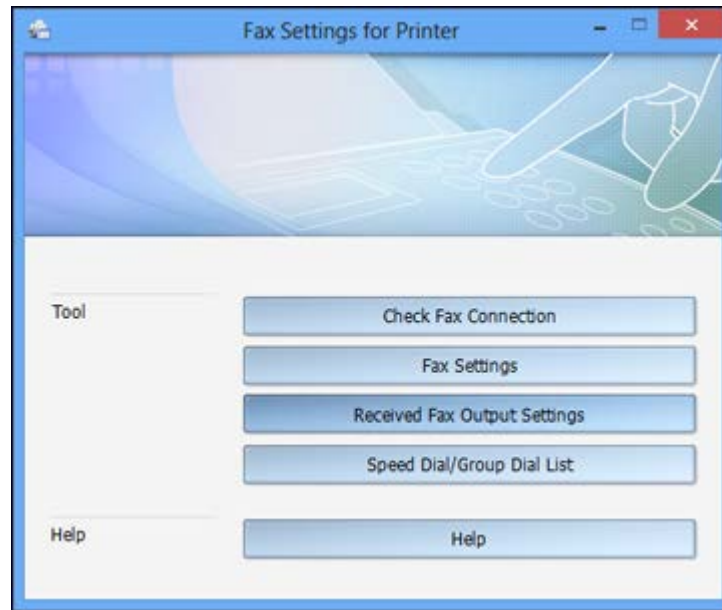 Fax Settings for Printer
Tool
Check Fax Connection
Fax Settings
Received Fax Output Settings
Speed Dial/Group Dial List
Help
Help